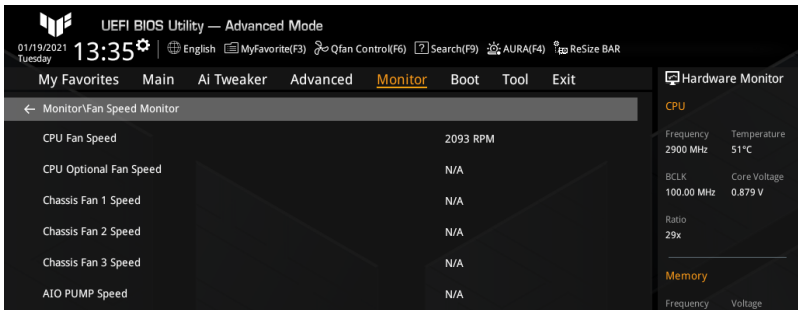 UEFI BIOS Utility — Advanced Mode
01/19/2021
Tuesday
13:35
English
MyFavorite(F3)
Qfan Control(F6)
? Search(F9)
AURA(F4)
ReSize BAR
My Favorites Main Ai Tweaker Advanced Monitor Boot Tool Exit
← Monitor\Fan Speed Monitor
CPU Fan Speed 2093 RPM
CPU Optional Fan Speed N/A
Chassis Fan 1 Speed N/A
Chassis Fan 2 Speed N/A
Chassis Fan 3 Speed N/A
AIO PUMP Speed N/A
Hardware Monitor
CPU
Frequency Temperature
2900 MHz 51°C
BCLK Core Voltage
100.00 MHz 0.879 V
Ratio
29x
Memory
Frequency Voltage